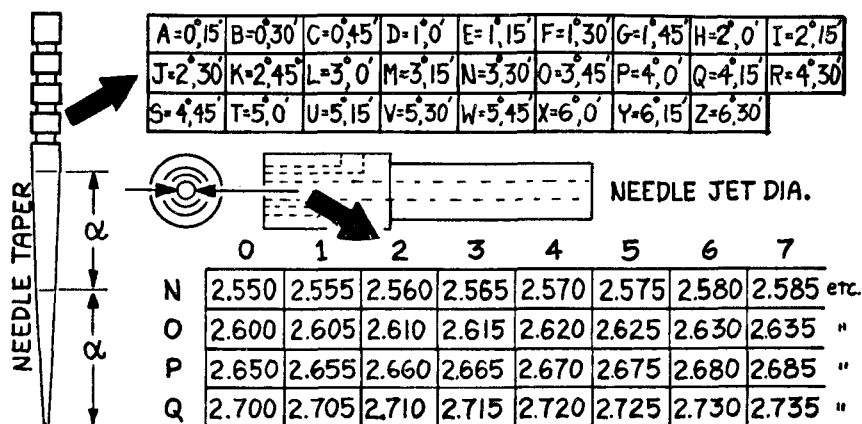 A=0°,15' B=0°,30' C=0°,45' D=1°,0' E=1°,15' F=1°,30' G=1°,45' H=2°,0' I=2°,15'
J=2°,30' K=2°,45° L=3°,0' M=3°,15' N=3°,30' O=3°,45' P=4°,0' Q=4°,15' R=4°,30'
S=4°,45' T=5°,0' U=5°,15' V=5°,30' W=5°,45' X=6°,0' Y=6°,15' Z=6°,30'
NEEDLE TAPER
α
α
NEEDLE JET DIA.
0 1 2 3 4 5 6 7
N 2.550 2.555 2.560 2.565 2.570 2.575 2.580 2.585 etc.
O 2.600 2.605 2.610 2.615 2.620 2.625 2.630 2.635 "
P 2.650 2.655 2.660 2.665 2.670 2.675 2.680 2.685 "
Q 2.700 2.705 2.710 2.715 2.720 2.725 2.730 2.735 "